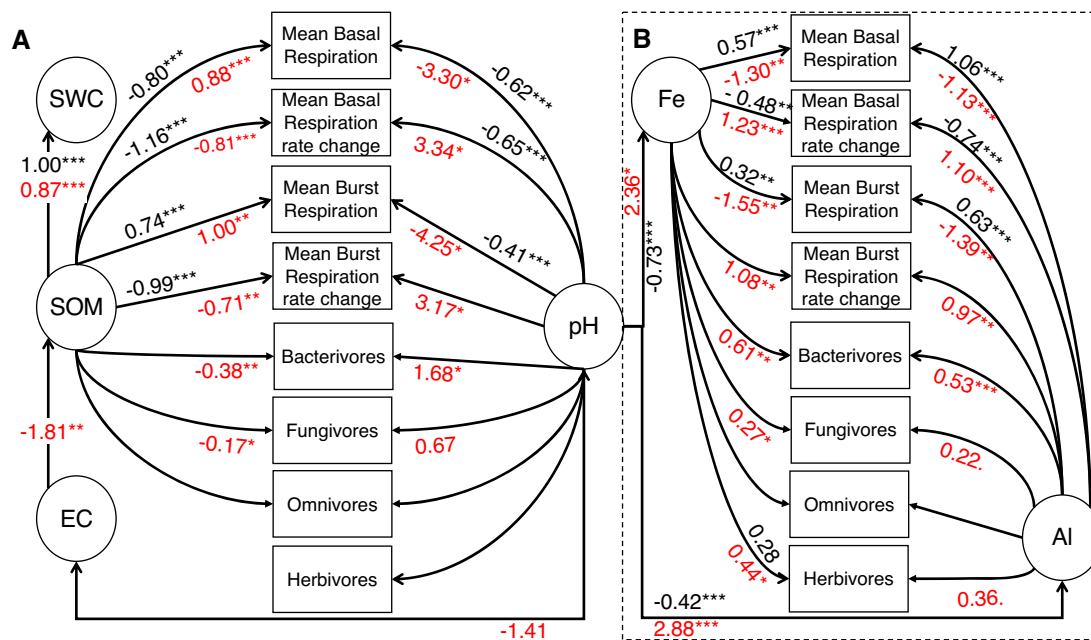 A
SWC
SOM
EC
pH
Mean Basal
Respiration
Mean Basal
Respiration
rate change
Mean Burst
Respiration
Mean Burst
Respiration
rate change
Bacterivores
Fungivores
Omnivores
Herbivores
1.00***
0.87***
-1.81**
-0.80***
0.88***
-1.16***
-0.81***
0.74***
1.00**
-0.99***
-0.71**
-0.38**
-0.17*
-0.62***
-3.30*
-0.65***
3.34*
-0.41***
-4.25*
3.17*
1.68*
0.67
-1.41
B
Fe
Al
2.36*
-0.73***
-0.42***
2.88***
Mean Basal
Respiration
Mean Basal
Respiration
rate change
Mean Burst
Respiration
Mean Burst
Respiration
rate change
Bacterivores
Fungivores
Omnivores
Herbivores
0.57***
-1.30**
- 0.48**
1.23***
0.32**
-1.55**
1.08**
0.61**
0.27*
0.28
0.44*
1.06***
-1.13***
-0.74***
1.10***
0.63***
-1.39**
0.97**
0.53***
0.22.
0.36.